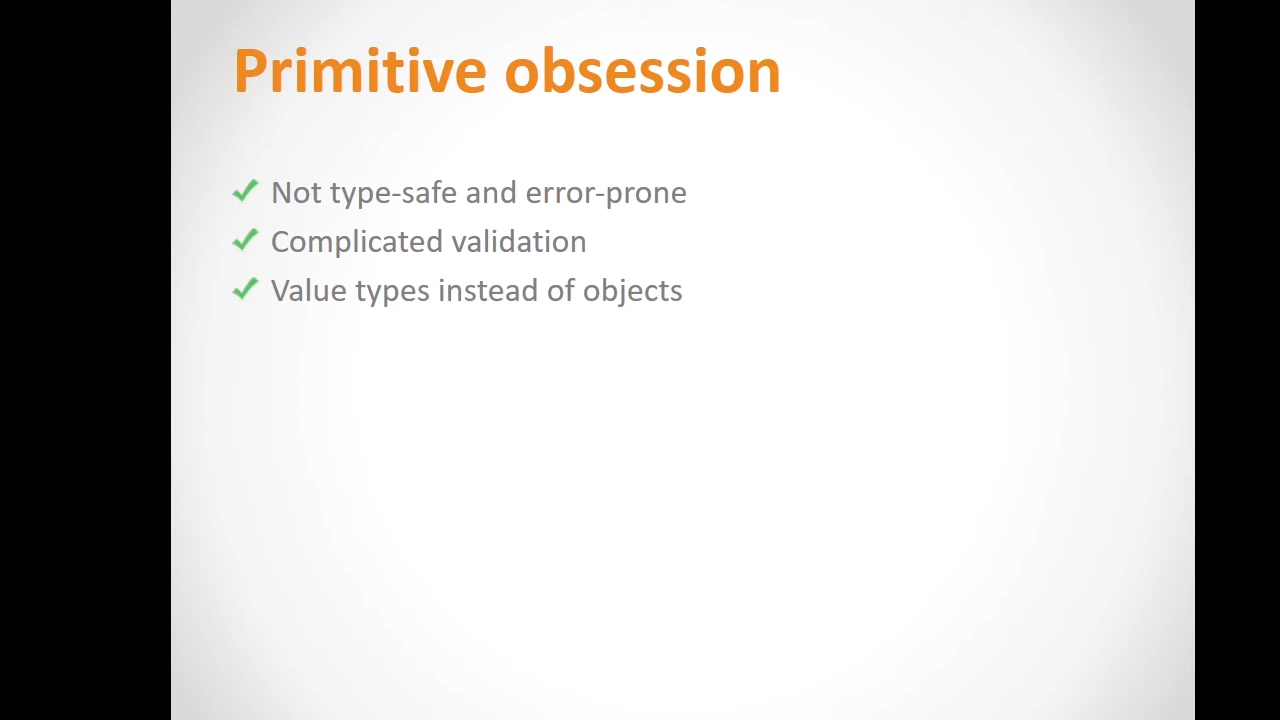 Primitive obsession
Not type-safe and error-prone
Complicated validation
Value types instead of objects